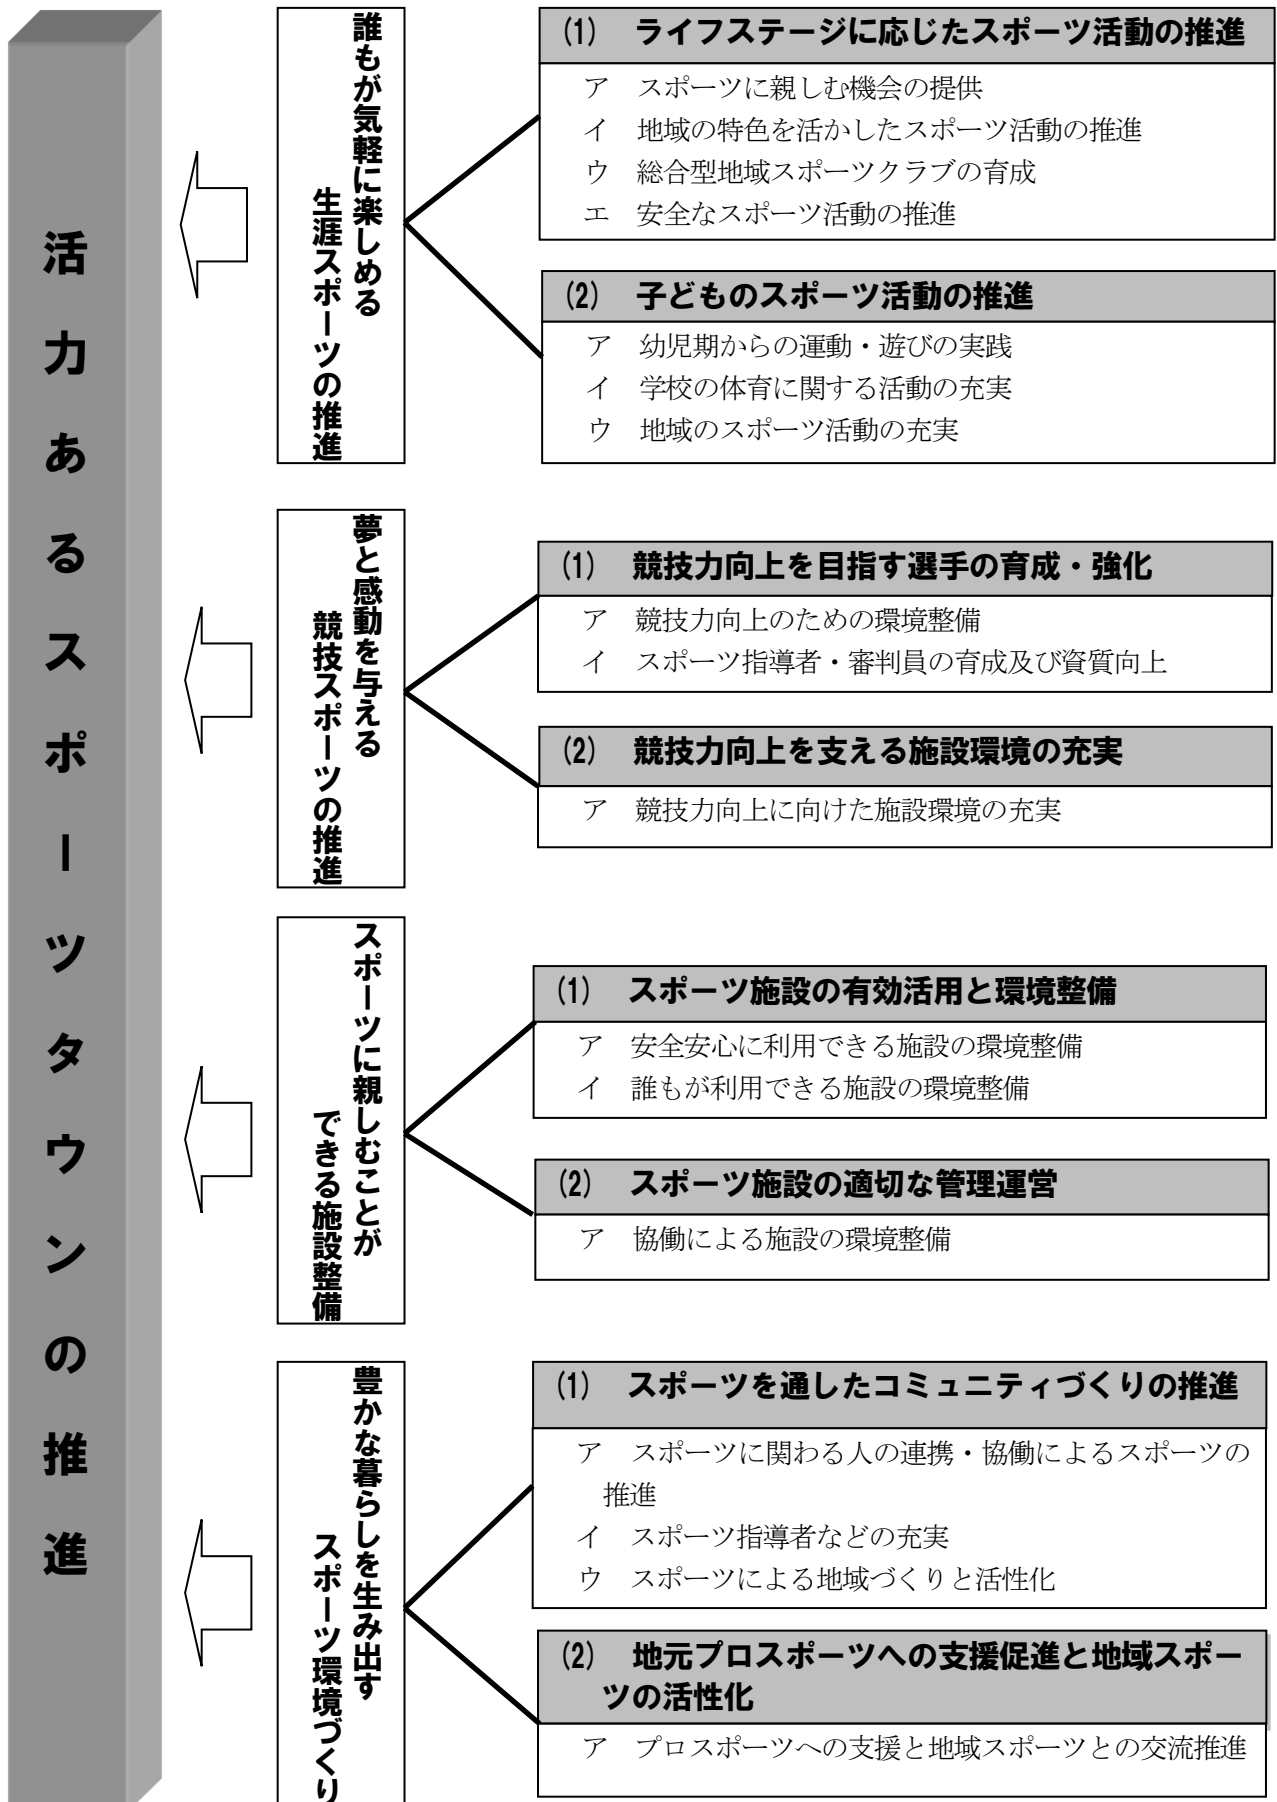 活力あるスポーツタウンの推進
誰もが気軽に楽しめる
生涯スポーツの推進
(1) ライフステージに応じたスポーツ活動の推進
ア スポーツに親しむ機会の提供
イ 地域の特色を活かしたスポーツ活動の推進
ウ 総合型地域スポーツクラブの育成
エ 安全なスポーツ活動の推進
(2) 子どものスポーツ活動の推進
ア 幼児期からの運動・遊びの実践
イ 学校の体育に関する活動の充実
ウ 地域のスポーツ活動の充実
夢と感動を与える
競技スポーツの推進
(1) 競技力向上を目指す選手の育成・強化
ア 競技力向上のための環境整備
イ スポーツ指導者・審判員の育成及び資質向上
(2) 競技力向上を支える施設環境の充実
ア 競技力向上に向けた施設環境の充実
スポーツに親しむことが
できる施設整備
(1) スポーツ施設の有効活用と環境整備
ア 安全安心に利用できる施設の環境整備
イ 誰もが利用できる施設の環境整備
(2) スポーツ施設の適切な管理運営
ア 協働による施設の環境整備
豊かな暮らしを生み出す
スポーツ環境づくり
(1) スポーツを通したコミュニティづくりの推進
ア スポーツに関わる人の連携・協働によるスポーツの
推進
イ スポーツ指導者などの充実
ウ スポーツによる地域づくりと活性化
(2) 地元プロスポーツへの支援促進と地域スポー
ツの活性化
ア プロスポーツへの支援と地域スポーツとの交流推進